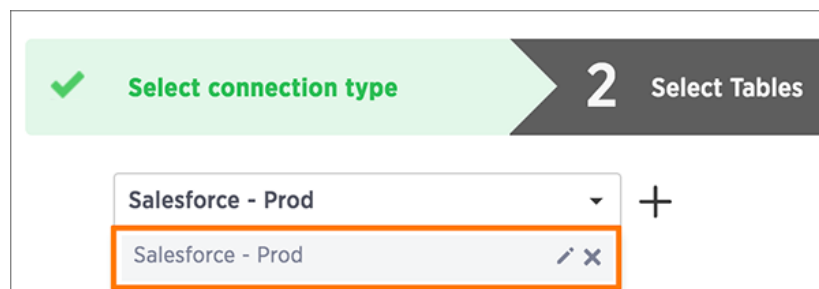 Select connection type
2 Select Tables
Salesforce - Prod
Salesforce - Prod